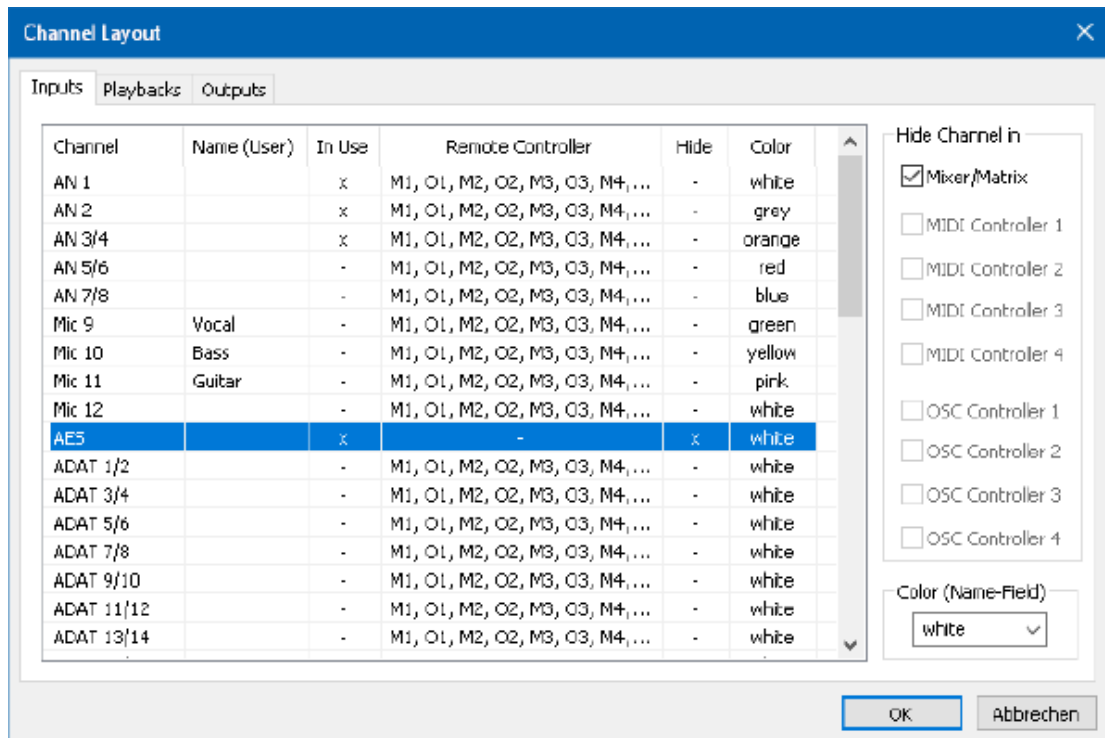 Channel Layout
Inputs Playbacks Outputs
Channel Name (User) In Use Remote Controller Hide Color
AN 1 x M1, O1, M2, O2, M3, O3, M4, ... - white
AN 2 x M1, O1, M2, O2, M3, O3, M4, ... - grey
AN 3/4 x M1, O1, M2, O2, M3, O3, M4, ... - orange
AN 5/6 - M1, O1, M2, O2, M3, O3, M4, ... - red
AN 7/8 - M1, O1, M2, O2, M3, O3, M4, ... - blue
Mic 9 Vocal - M1, O1, M2, O2, M3, O3, M4, ... - green
Mic 10 Bass - M1, O1, M2, O2, M3, O3, M4, ... - yellow
Mic 11 Guitar - M1, O1, M2, O2, M3, O3, M4, ... - pink
Mic 12 - M1, O1, M2, O2, M3, O3, M4, ... - white
AES x - x white
ADAT 1/2 - M1, O1, M2, O2, M3, O3, M4, ... - white
ADAT 3/4 - M1, O1, M2, O2, M3, O3, M4, ... - white
ADAT 5/6 - M1, O1, M2, O2, M3, O3, M4, ... - white
ADAT 7/8 - M1, O1, M2, O2, M3, O3, M4, ... - white
ADAT 9/10 - M1, O1, M2, O2, M3, O3, M4, ... - white
ADAT 11/12 - M1, O1, M2, O2, M3, O3, M4, ... - white
ADAT 13/14 - M1, O1, M2, O2, M3, O3, M4, ... - white
Hide Channel in
Mixer/Matrix
MIDI Controller 1
MIDI Controller 2
MIDI Controller 3
MIDI Controller 4
OSC Controller 1
OSC Controller 2
OSC Controller 3
OSC Controller 4
Color (Name-Field)
white
OK Abbrechen